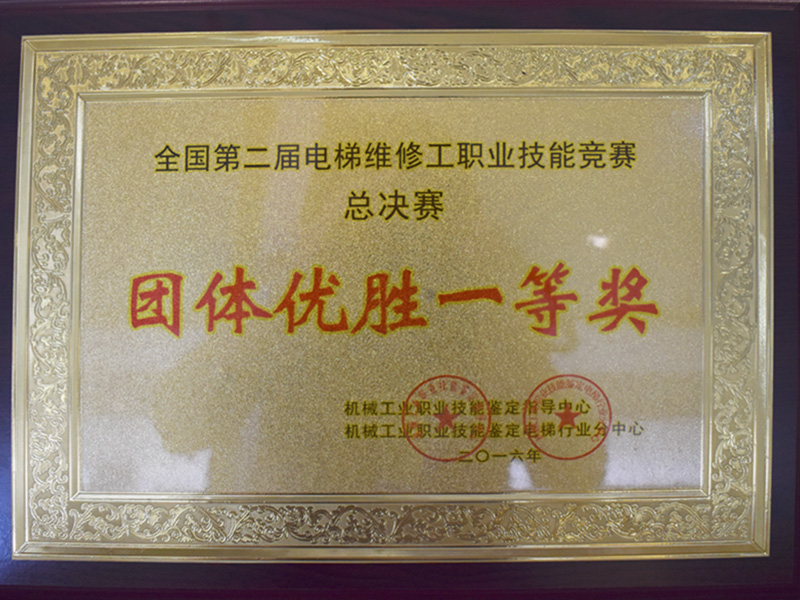 全国第二届电梯维修工职业技能竞赛
总决赛
团体优胜一等奖
机械工业职业技能鉴定指导中心
机械工业职业技能鉴定电梯行业分中心
二〇一六年